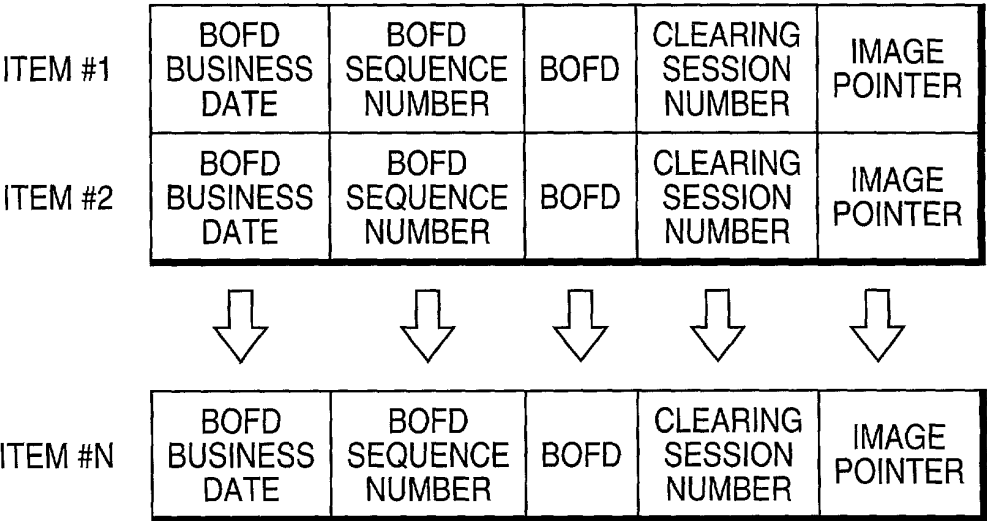 ITEM #1
BOFD
BUSINESS
DATE
BOFD
SEQUENCE
NUMBER
BOFD
CLEARING
SESSION
NUMBER
IMAGE
POINTER
ITEM #2
BOFD
BUSINESS
DATE
BOFD
SEQUENCE
NUMBER
BOFD
CLEARING
SESSION
NUMBER
IMAGE
POINTER
ITEM #N
BOFD
BUSINESS
DATE
BOFD
SEQUENCE
NUMBER
BOFD
CLEARING
SESSION
NUMBER
IMAGE
POINTER